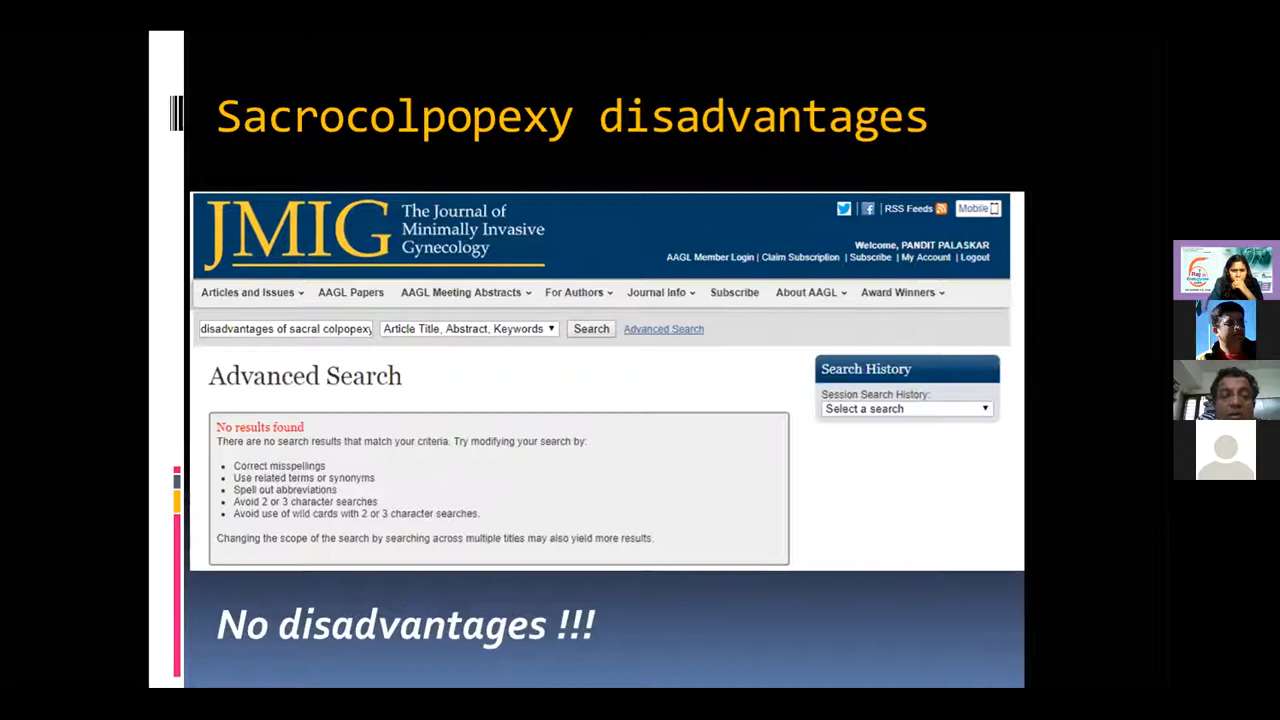 Sacrocolpopexy disadvantages
JMIG The Journal of
Minimally Invasive
Gynecology
RSS Feeds Mobile
Welcome, PANDIT PALASKAR
AAGL Member Login | Claim Subscription | Subscribe | My Account | Logout
Articles and Issues AAGL Papers AAGL Meeting Abstracts For Authors Journal Info Subscribe About AAGL Award Winners
disadvantages of sacral colpopexy Article Title, Abstract, Keywords Search Advanced Search
Advanced Search
Search History
Session Search History:
Select a search
No results found
There are no search results that match your criteria. Try modifying your search by:
Correct misspellings
Use related terms or synonyms
Spell out abbreviations
Avoid 2 or 3 character searches
Avoid use of wild cards with 2 or 3 character searches.
Changing the scope of the search by searching across multiple titles may also yield more results.
No disadvantages !!!